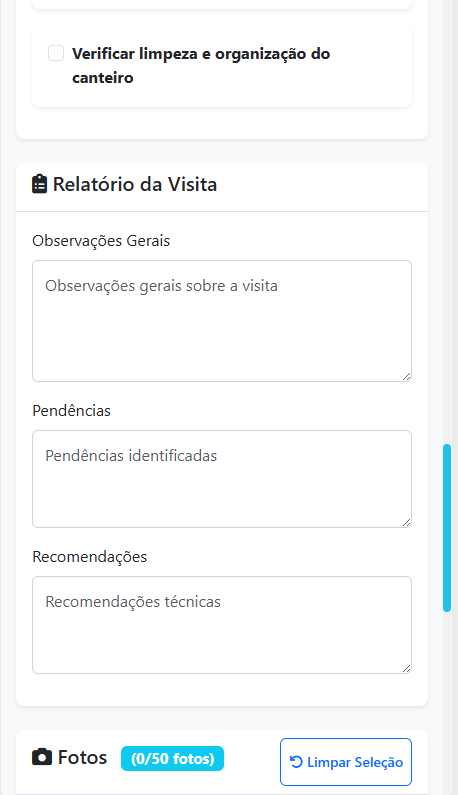 Verificar limpeza e organização do
canteiro
Relatório da Visita
Observações Gerais
Observações gerais sobre a visita
Pendências
Pendências identificadas
Recomendações
Recomendações técnicas
Fotos (0/50 fotos) Limpar Seleção